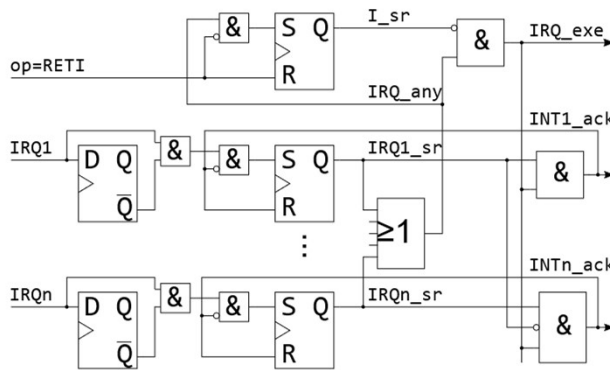 & S Q I_sr & IRQ_exe
op=RETI R IRQ_any
INT1_ack
IRQ1 D Q & & S Q IRQ1_sr &
Q R
≥1
⋮
INTn_ack
IRQn D Q & & S Q IRQn_sr &
Q R